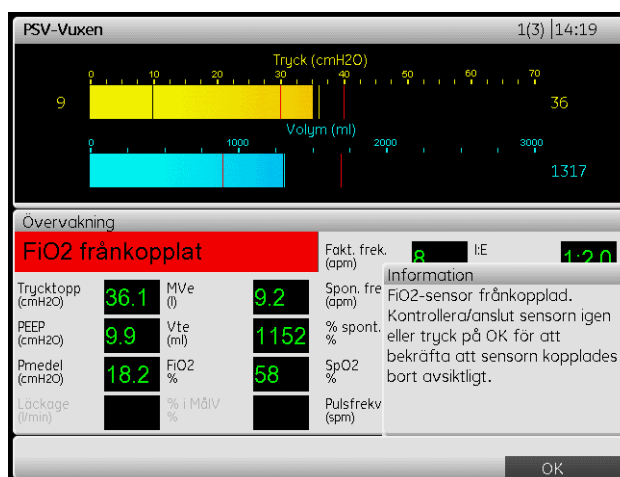 PSV-Vuxen 1(3) 14:19
Tryck (cmH2O)
0 10 20 30 40 50 60 70
9 36
Volym (ml)
0 1000 2000 3000
1317
Övervakning
FiO2 frånkopplat
Fakt. frek. (apm) 8 I:E 1:2.0
Information
FiO2-sensor frånkopplad.
Kontrollera/anslut sensorn igen
eller tryck på OK för att
bekräfta att sensorn kopplades
bort avsiktligt.
Trycktopp (cmH2O) 36.1 MVe (l) 9.2 Spon. fre (apm)
PEEP (cmH2O) 9.9 Vte (ml) 1152 % spont. %
Pmedel (cmH2O) 18.2 FiO2 % 58 SpO2 %
Läckage (l/min) % i MålV % Pulsfrekv (spm)
OK